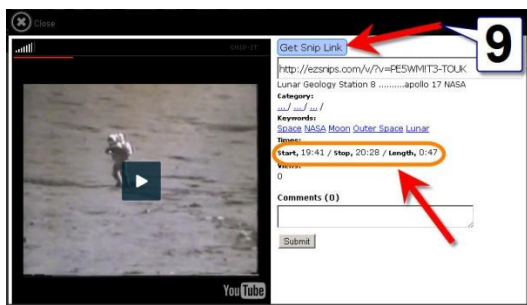 Close
SNIP-IT
Get Snip Link
9
http://ezsnips.com/v/?v=PE5WM!T3-TOUK
Lunar Geology Station 8 ..........apollo 17 NASA
Category:
.../ .../ ... /
Keywords:
Space NASA Moon Outer Space Lunar
Times:
Start, 19:41 / Stop, 20:28 / Length, 0:47
Views:
0
Comments (0)
Submit
YouTube